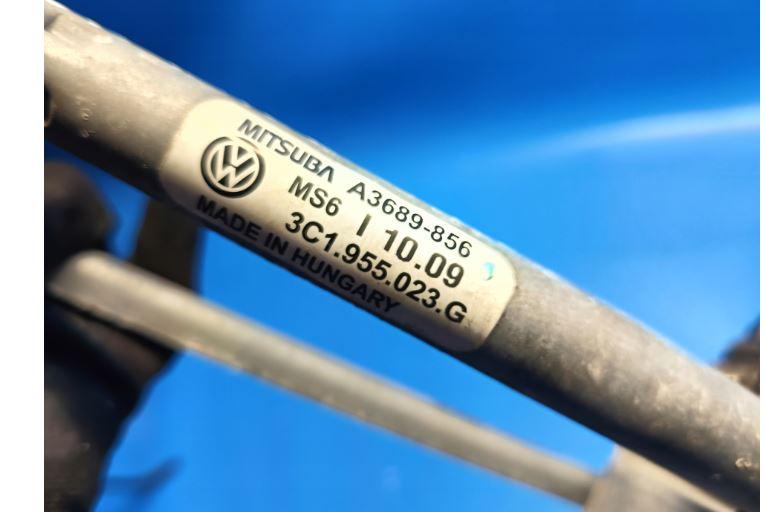 MITSUBA A3689-856
MS6 I 10.09
3C1.955.023.G
MADE IN HUNGARY